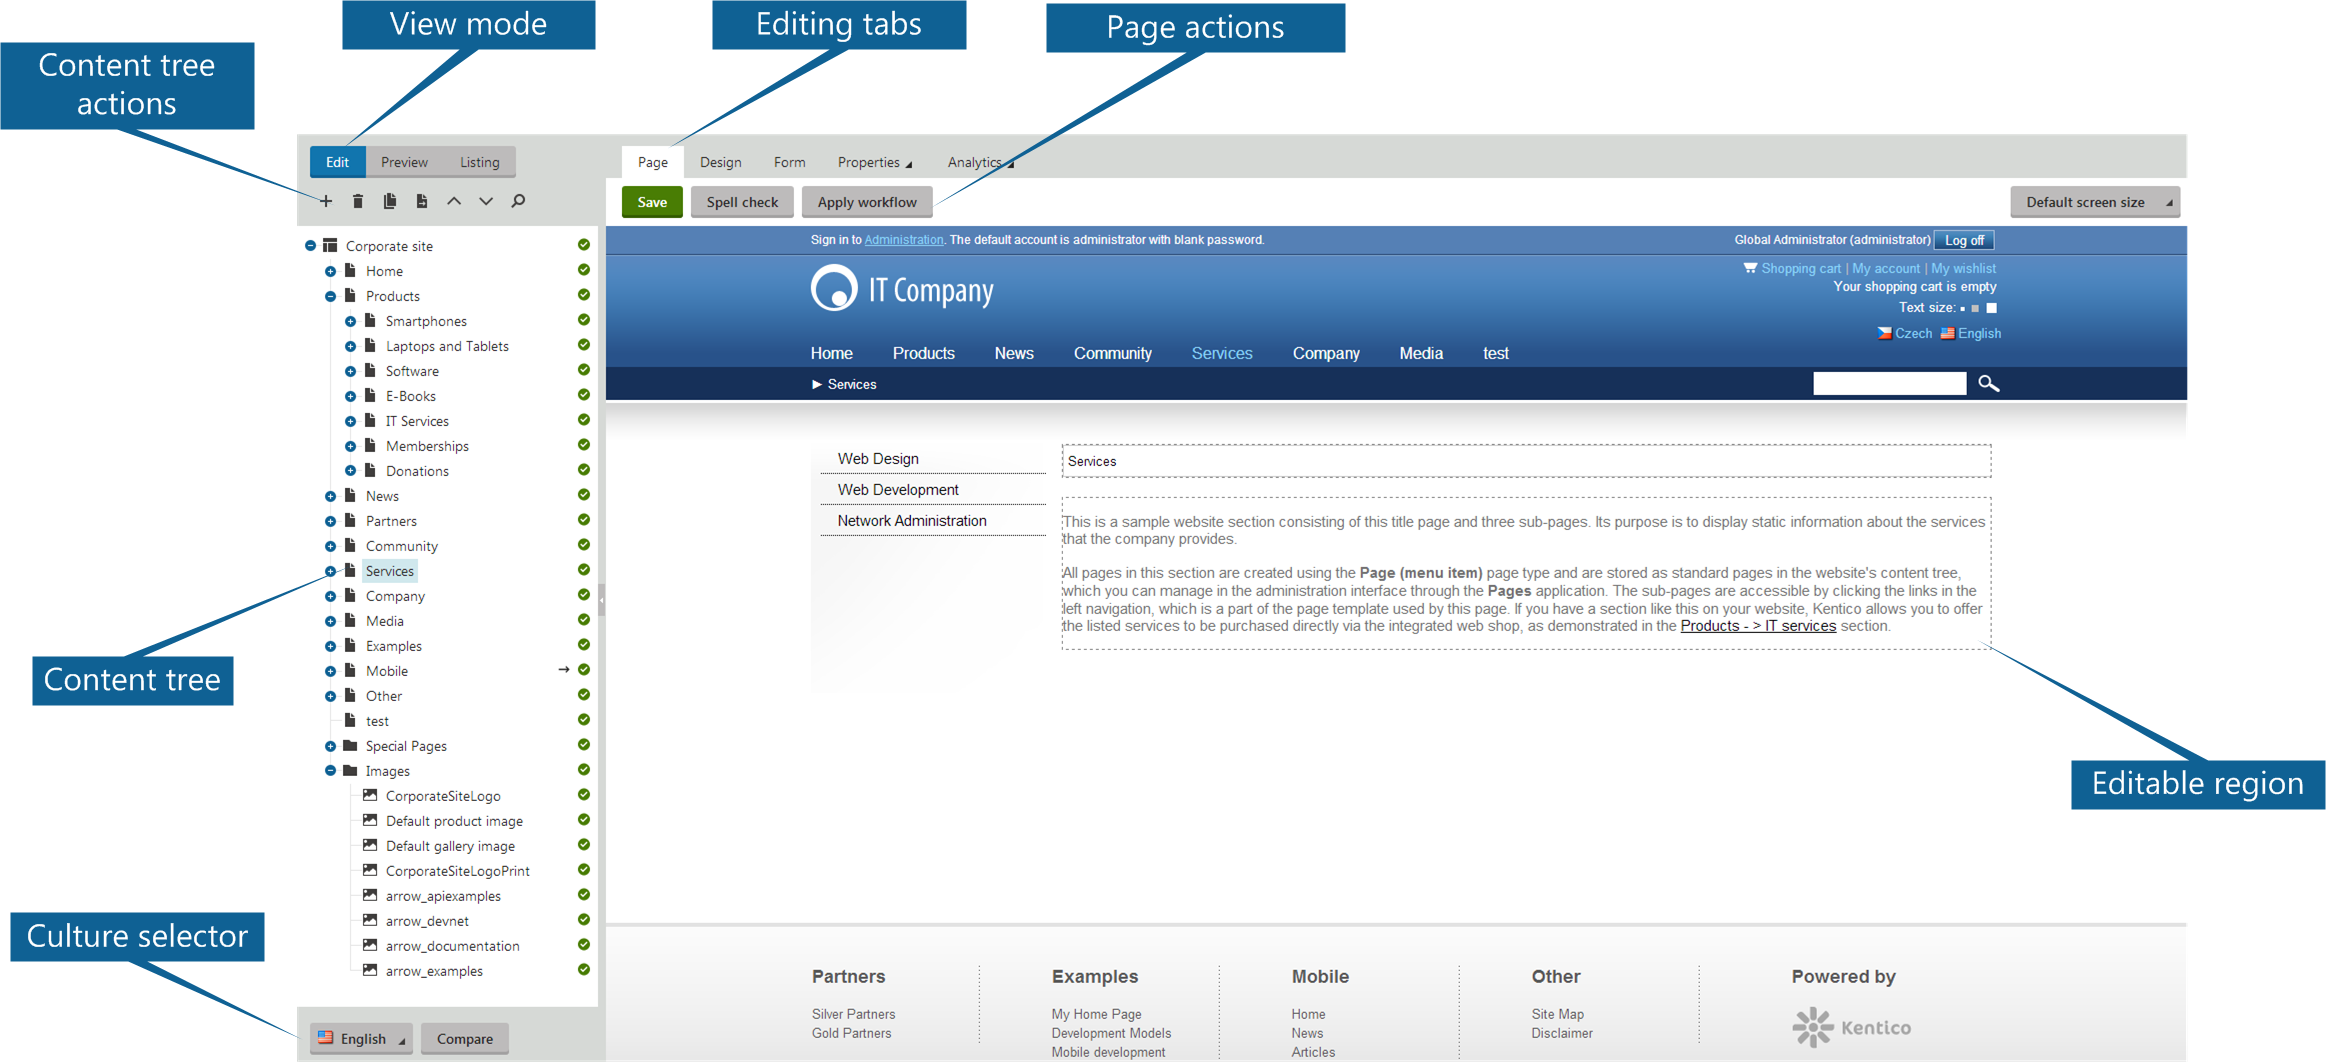 View mode
Editing tabs
Page actions
Content tree
actions
Edit
Preview
Listing
Page
Design
Form
Properties
Analytics
Save
Spell check
Apply workflow
Default screen size
Corporate site
Home
Products
Smartphones
Laptops and Tablets
Software
E-Books
IT Services
Memberships
Donations
News
Partners
Community
Services
Company
Media
Examples
Mobile
Other
test
Special Pages
Images
CorporateSiteLogo
Default product image
Default gallery image
CorporateSiteLogoPrint
arrow_apiexamples
arrow_devnet
arrow_documentation
arrow_examples
Content tree
Culture selector
English
Compare
Sign in to Administration. The default account is administrator with blank password.
Global Administrator (administrator) Log off
IT Company
Shopping cart | My account | My wishlist
Your shopping cart is empty
Text size:
Czech English
Home Products News Community Services Company Media test
Services
Web Design
Web Development
Network Administration
Services
This is a sample website section consisting of this title page and three sub-pages. Its purpose is to display static information about the services
that the company provides.
All pages in this section are created using the Page (menu item) page type and are stored as standard pages in the website's content tree,
which you can manage in the administration interface through the Pages application. The sub-pages are accessible by clicking the links in the
left navigation, which is a part of the page template used by this page. If you have a section like this on your website, Kentico allows you to offer
the listed services to be purchased directly via the integrated web shop, as demonstrated in the Products - > IT services section.
Editable region
Partners
Silver Partners
Gold Partners
Examples
My Home Page
Development Models
Mobile development
Mobile
Home
News
Articles
Other
Site Map
Disclaimer
Powered by
Kentico